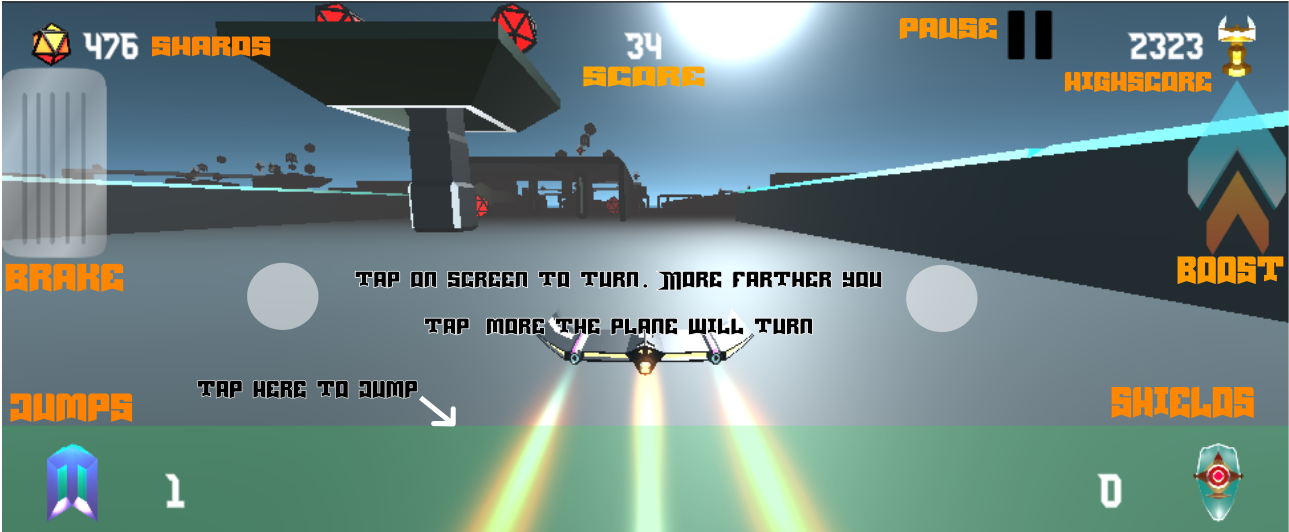 476 SHARDS
34
SCORE
PAUSE
2323
HIGHSCORE
BRAKE
BOOST
TAP ON SCREEN TO TURN. MORE FARTHER YOU
TAP MORE THE PLANE WILL TURN
TAP HERE TO JUMP
JUMPS
SHIELDS
1
0